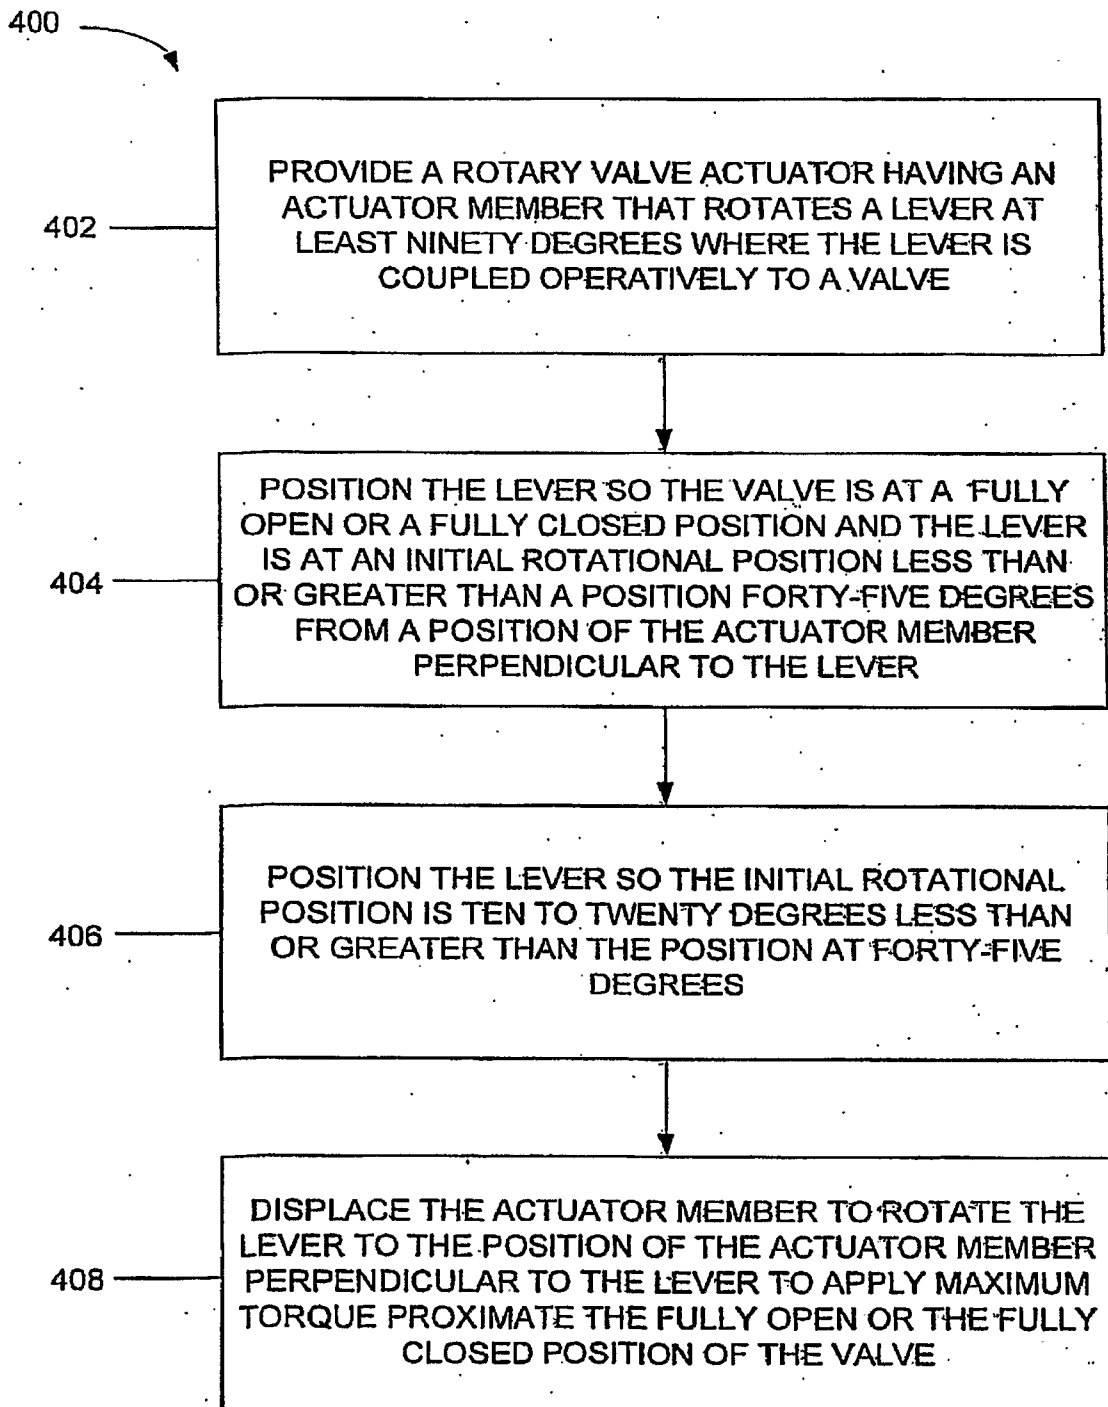 400
402
PROVIDE A ROTARY VALVE ACTUATOR HAVING AN
ACTUATOR MEMBER THAT ROTATES A LEVER AT
LEAST NINETY DEGREES WHERE THE LEVER IS
COUPLED OPERATIVELY TO A VALVE
404
POSITION THE LEVER SO THE VALVE IS AT A FULLY
OPEN OR A FULLY CLOSED POSITION AND THE LEVER
IS AT AN INITIAL ROTATIONAL POSITION LESS THAN
OR GREATER THAN A POSITION FORTY-FIVE DEGREES
FROM A POSITION OF THE ACTUATOR MEMBER
PERPENDICULAR TO THE LEVER
406
POSITION THE LEVER SO THE INITIAL ROTATIONAL
POSITION IS TEN TO TWENTY DEGREES LESS THAN
OR GREATER THAN THE POSITION AT FORTY-FIVE
DEGREES
408
DISPLACE THE ACTUATOR MEMBER TO ROTATE THE
LEVER TO THE POSITION OF THE ACTUATOR MEMBER
PERPENDICULAR TO THE LEVER TO APPLY MAXIMUM
TORQUE PROXIMATE THE FULLY OPEN OR THE FULLY
CLOSED POSITION OF THE VALVE